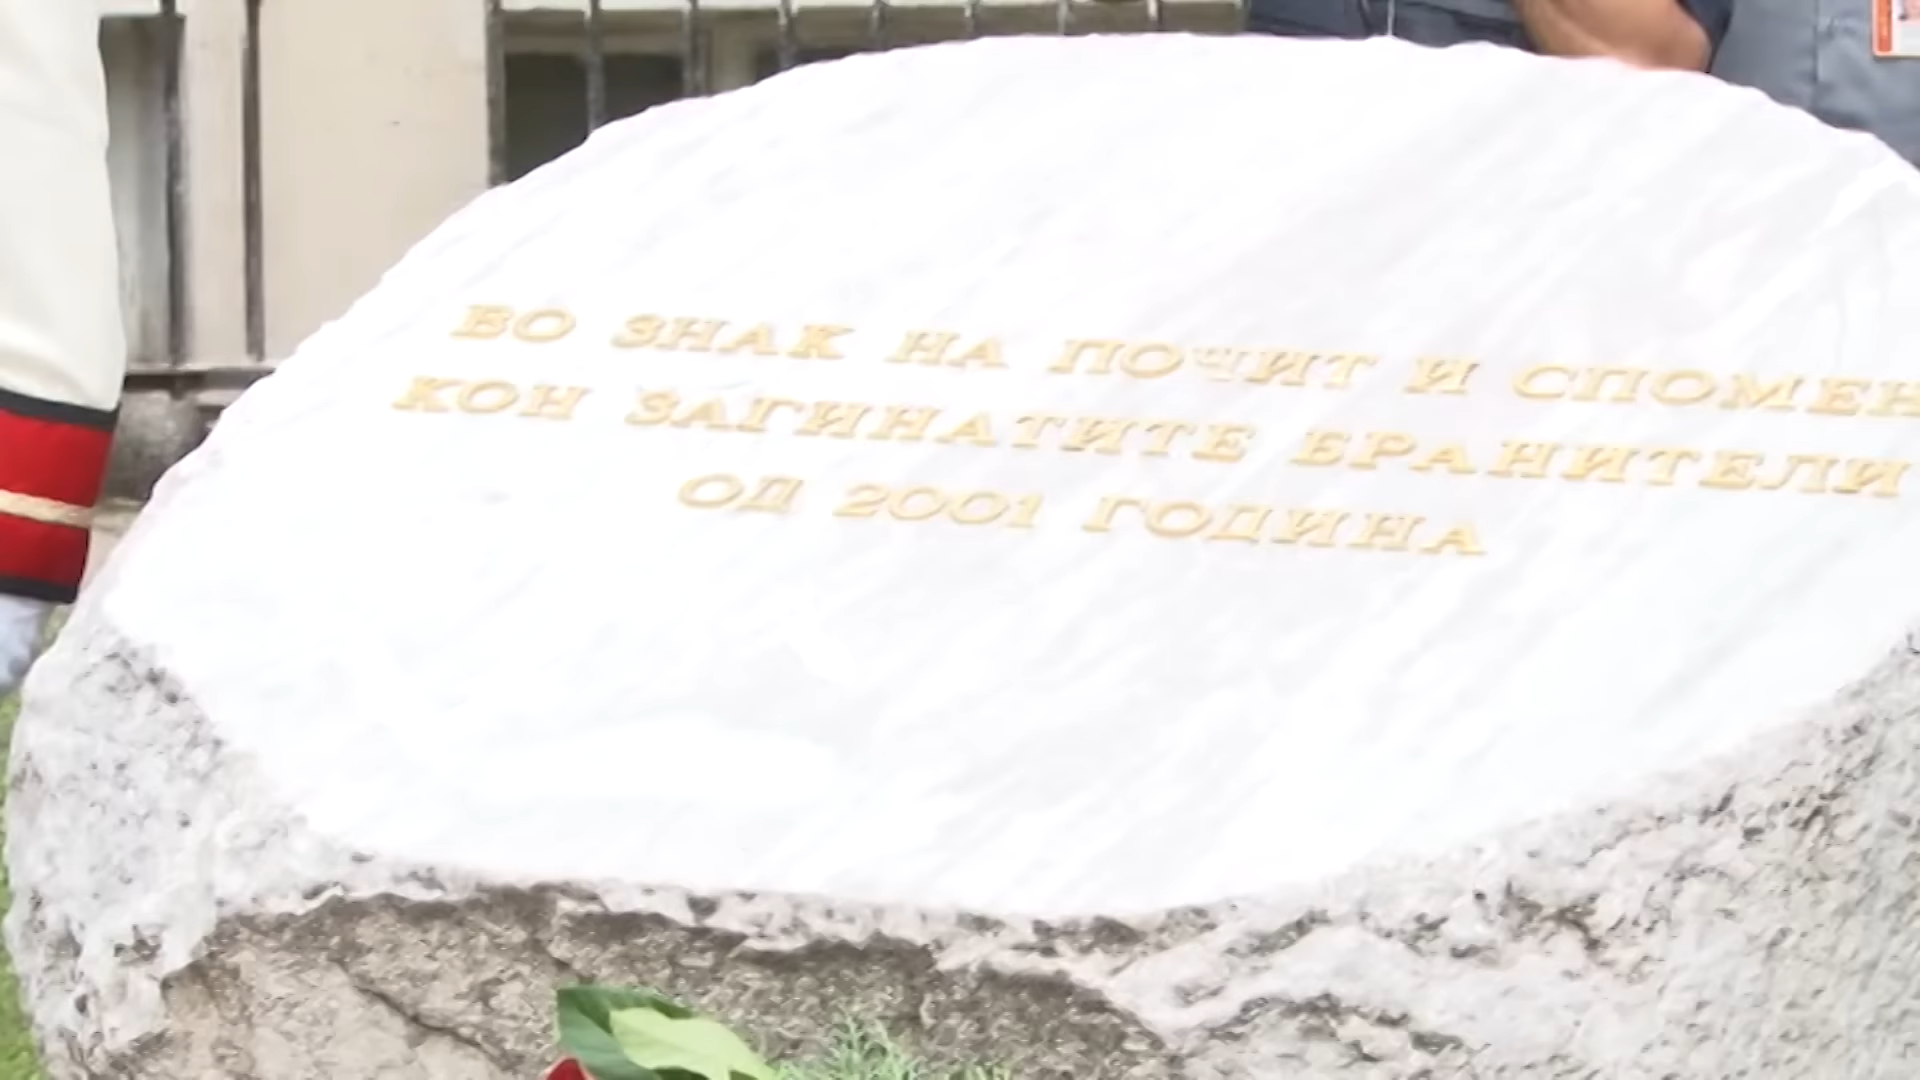 ВО ЗНАК НА ПОЧИТ И СПОМЕН
КОН ЗАГИНАТИТЕ БРАНИТЕЛИ
ОД 2001 ГОДИНА